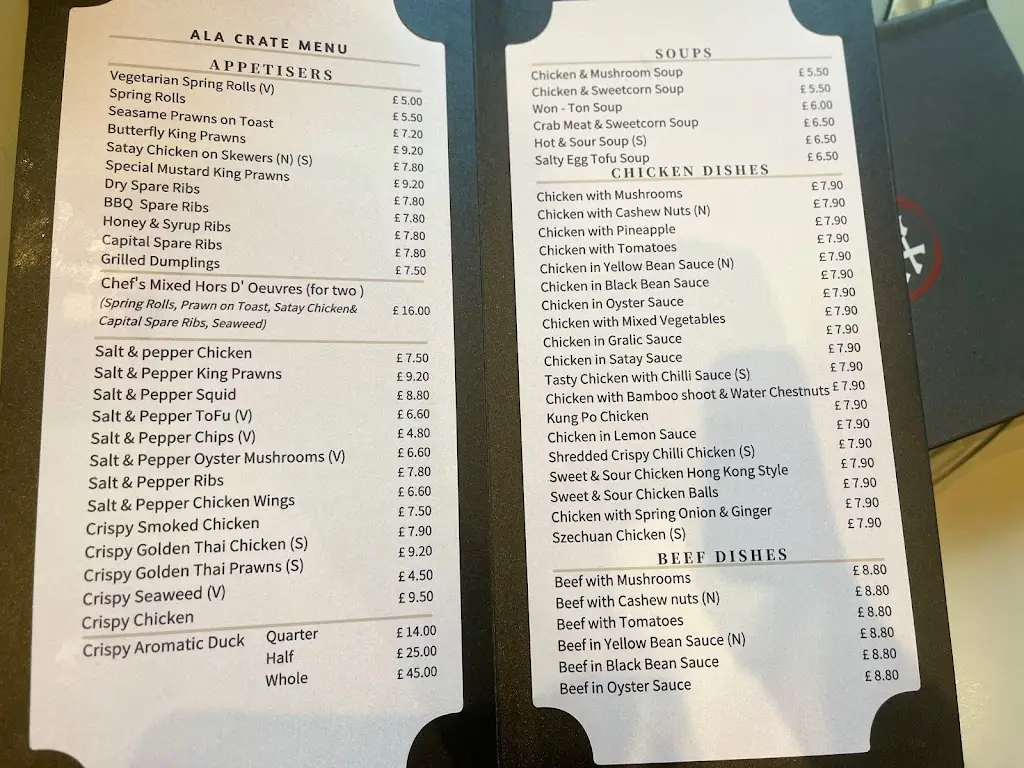 ALA CRATE MENU
APPETISERS
Vegetarian Spring Rolls (V) £ 5.00
Spring Rolls £ 5.50
Seasame Prawns on Toast £ 7.20
Butterfly King Prawns £ 9.20
Satay Chicken on Skewers (N) (S) £ 7.80
Special Mustard King Prawns £ 9.20
Dry Spare Ribs £ 7.80
BBQ Spare Ribs £ 7.80
Honey & Syrup Ribs £ 7.80
Capital Spare Ribs £ 7.80
Grilled Dumplings £ 7.50
Chef's Mixed Hors D' Oeuvres (for two )
(Spring Rolls, Prawn on Toast, Satay Chicken& £ 16.00
Capital Spare Ribs, Seaweed)
Salt & pepper Chicken £ 7.50
Salt & Pepper King Prawns £ 9.20
Salt & Pepper Squid £ 8.80
Salt & Pepper ToFu (V) £ 6.60
Salt & Pepper Chips (V) £ 4.80
Salt & Pepper Oyster Mushrooms (V) £ 6.60
Salt & Pepper Ribs £ 7.80
Salt & Pepper Chicken Wings £ 6.60
Crispy Smoked Chicken £ 7.50
Crispy Golden Thai Chicken (S) £ 7.90
Crispy Golden Thai Prawns (S) £ 9.20
Crispy Seaweed (V) £ 4.50
Crispy Chicken £ 9.50
Crispy Aromatic Duck Quarter £ 14.00
Half £ 25.00
Whole £ 45.00
SOUPS
Chicken & Mushroom Soup £ 5.50
Chicken & Sweetcorn Soup £ 5.50
Won - Ton Soup £ 6.00
Crab Meat & Sweetcorn Soup £ 6.50
Hot & Sour Soup (S) £ 6.50
Salty Egg Tofu Soup £ 6.50
CHICKEN DISHES
Chicken with Mushrooms £ 7.90
Chicken with Cashew Nuts (N) £ 7.90
Chicken with Pineapple £ 7.90
Chicken with Tomatoes £ 7.90
Chicken in Yellow Bean Sauce (N) £ 7.90
Chicken in Black Bean Sauce £ 7.90
Chicken in Oyster Sauce £ 7.90
Chicken with Mixed Vegetables £ 7.90
Chicken in Gralic Sauce £ 7.90
Chicken in Satay Sauce £ 7.90
Tasty Chicken with Chilli Sauce (S) £ 7.90
Chicken with Bamboo shoot & Water Chestnuts £ 7.90
Kung Po Chicken £ 7.90
Chicken in Lemon Sauce £ 7.90
Shredded Crispy Chilli Chicken (S) £ 7.90
Sweet & Sour Chicken Hong Kong Style £ 7.90
Sweet & Sour Chicken Balls £ 7.90
Chicken with Spring Onion & Ginger £ 7.90
Szechuan Chicken (S) £ 7.90
BEEF DISHES
Beef with Mushrooms £ 8.80
Beef with Cashew nuts (N) £ 8.80
Beef with Tomatoes £ 8.80
Beef in Yellow Bean Sauce (N) £ 8.80
Beef in Black Bean Sauce £ 8.80
Beef in Oyster Sauce £ 8.80